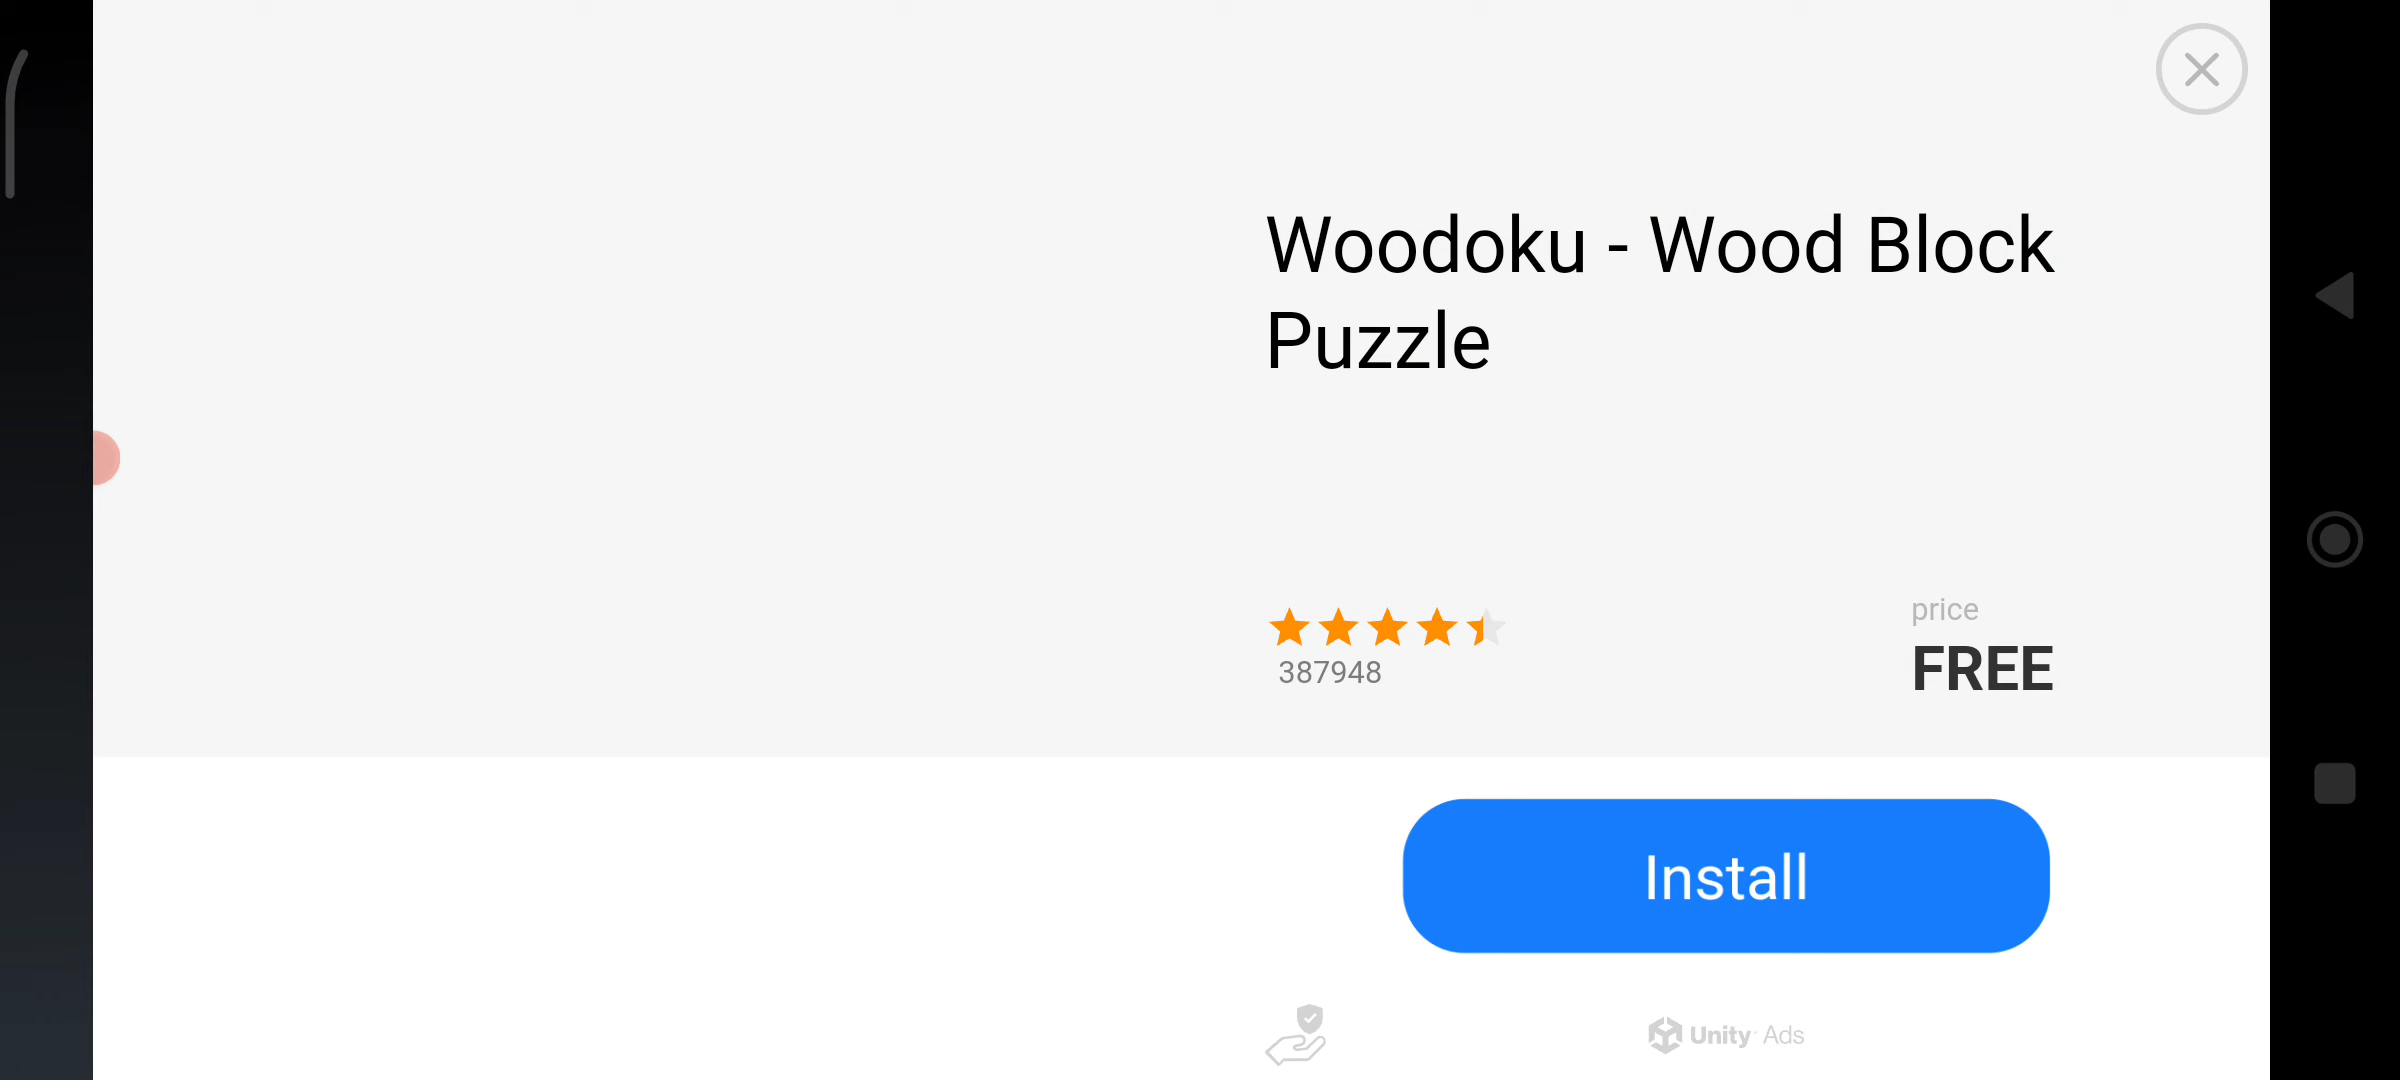 Woodoku - Wood Block
Puzzle
387948
price
FREE
Install
Unity Ads